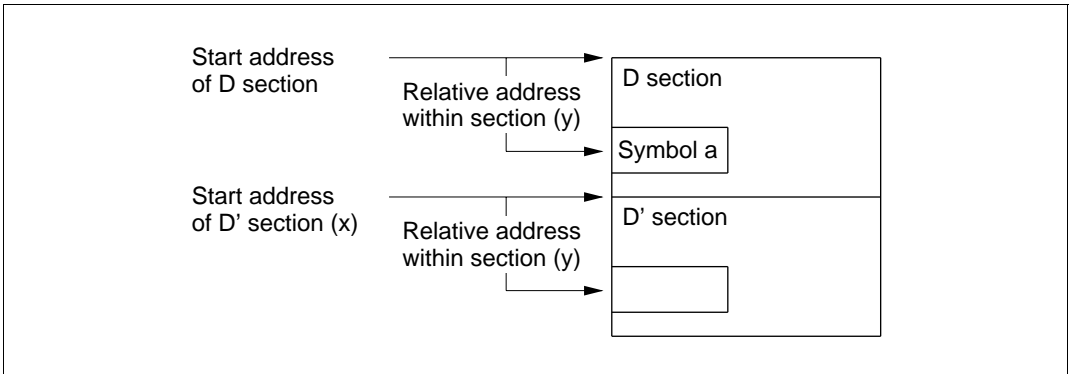 Start address
of D section
D section
Relative address
within section (y)
Symbol a
Start address
of D' section (x)
D' section
Relative address
within section (y)